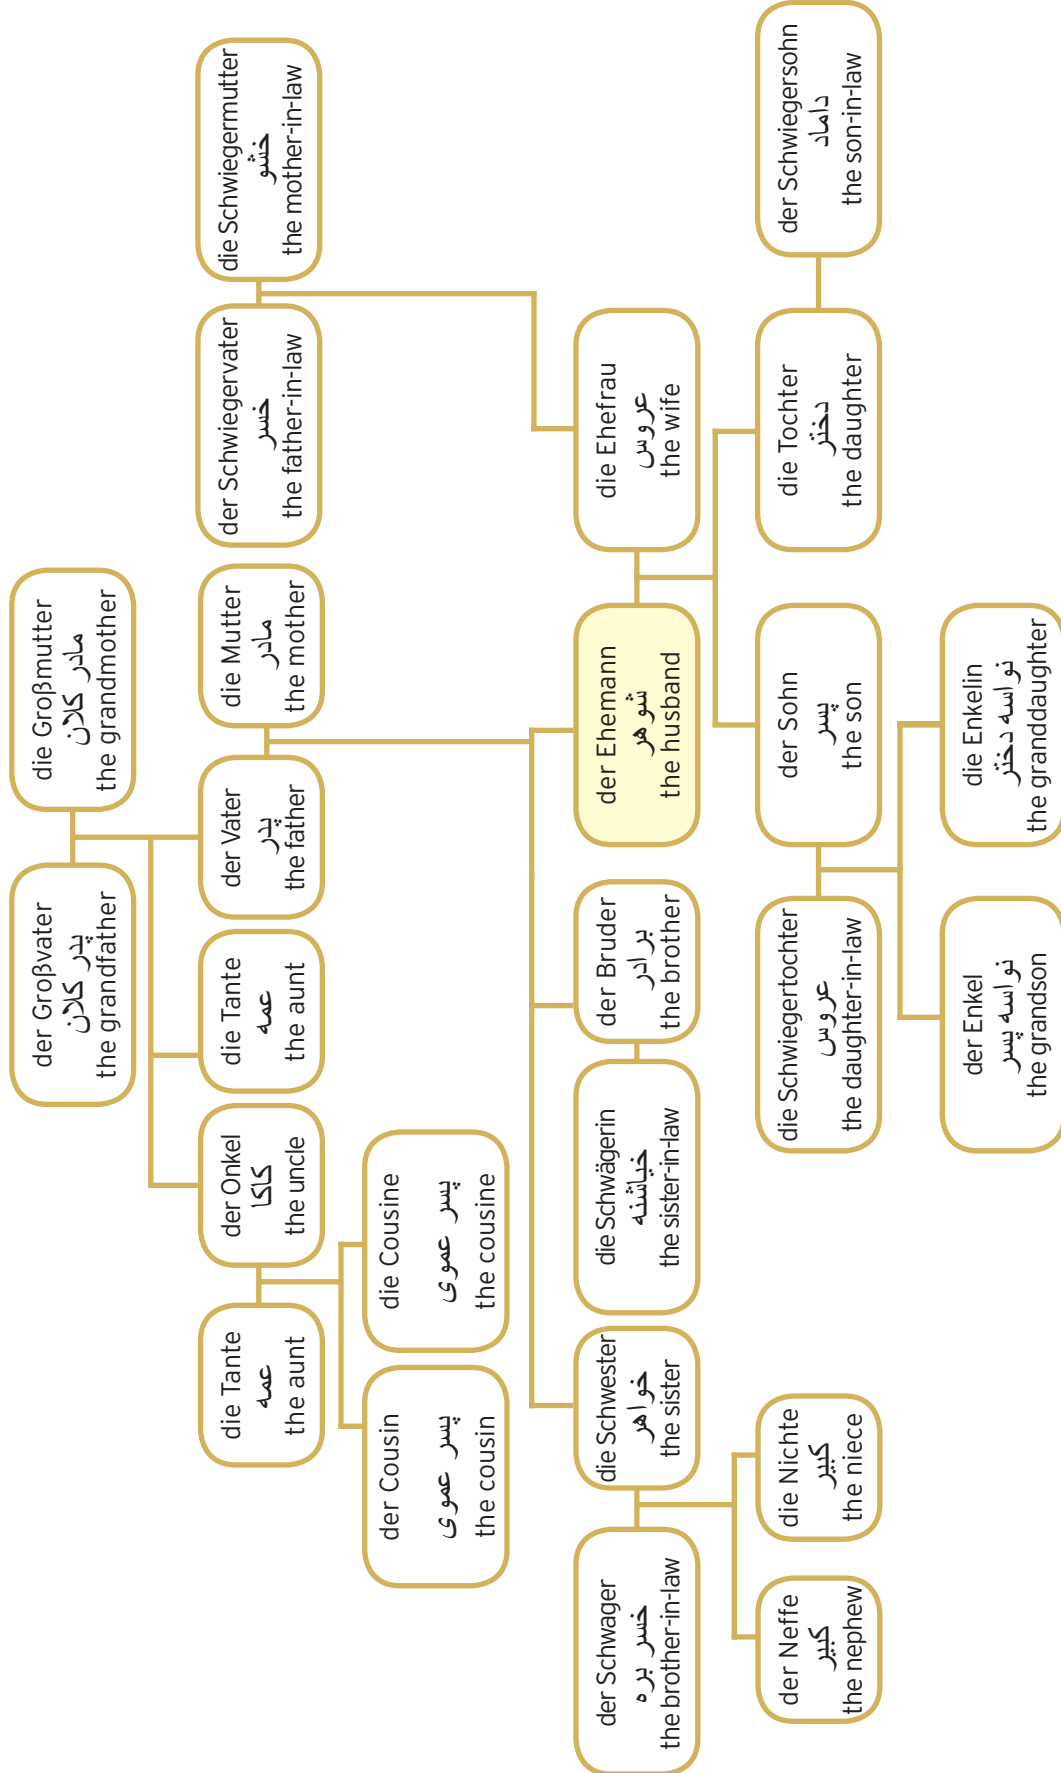 der Großvater
پدر کلان
the grandfather
die Großmutter
مادر کلان
the grandmother
die Tante
عمه
the aunt
der Onkel
کاکا
the uncle
die Tante
عمه
the aunt
der Vater
پدر
the father
die Mutter
مادر
the mother
der Schwiegervater
خسر
the father-in-law
die Schwiegermutter
خشو
the mother-in-law
der Cousin
پسر عموی
the cousin
die Cousine
پسر عموی
the cousine
der Schwager
خسر بره
the brother-in-law
die Schwester
خواهر
the sister
die Schwägerin
خیاشنه
the sister-in-law
der Bruder
برادر
the brother
der Ehemann
شوهر
the husband
die Ehefrau
عروس
the wife
der Neffe
کبیر
the nephew
die Nichte
کبیر
the niece
die Schwiegertochter
عروس
the daughter-in-law
der Sohn
پسر
the son
die Tochter
دختر
the daughter
der Schwiegersohn
داماد
the son-in-law
der Enkel
نواسه پسر
the grandson
die Enkelin
نواسه دختر
the granddaughter